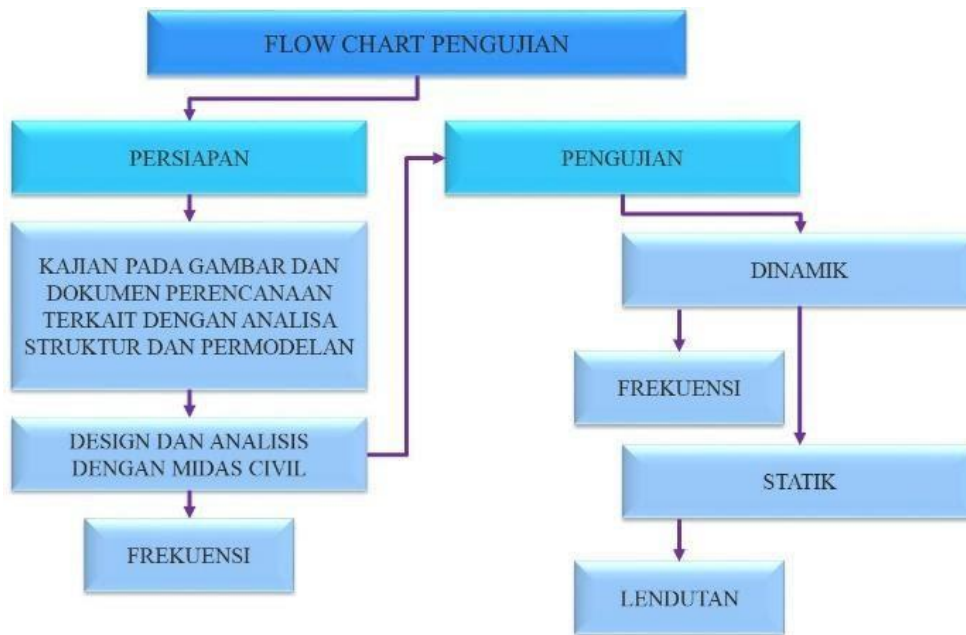 FLOW CHART PENGUJIAN
PERSIAPAN
KAJIAN PADA GAMBAR DAN
DOKUMEN PERENCANAAN
TERKAIT DENGAN ANALISA
STRUKTUR DAN PERMODELAN
DESIGN DAN ANALISIS
DENGAN MIDAS CIVIL
FREKUENSI
PENGUJIAN
DINAMIK
FREKUENSI
STATIK
LENDUTAN